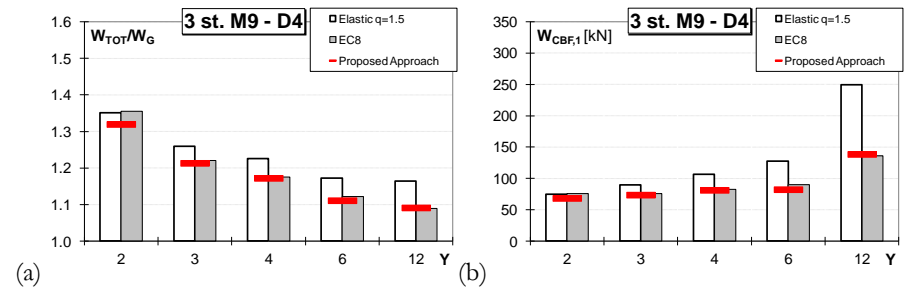 3 st. M9 - D4
W_TOT/W_G
Elastic q=1.5
EC8
Proposed Approach
1.6
1.5
1.4
1.3
1.2
1.1
1.0
2 3 4 6 12 Y
(a)
3 st. M9 - D4
W_CBF,1 [kN]
Elastic q=1.5
EC8
Proposed Approach
350
300
250
200
150
100
50
0
2 3 4 6 12 Y
(b)